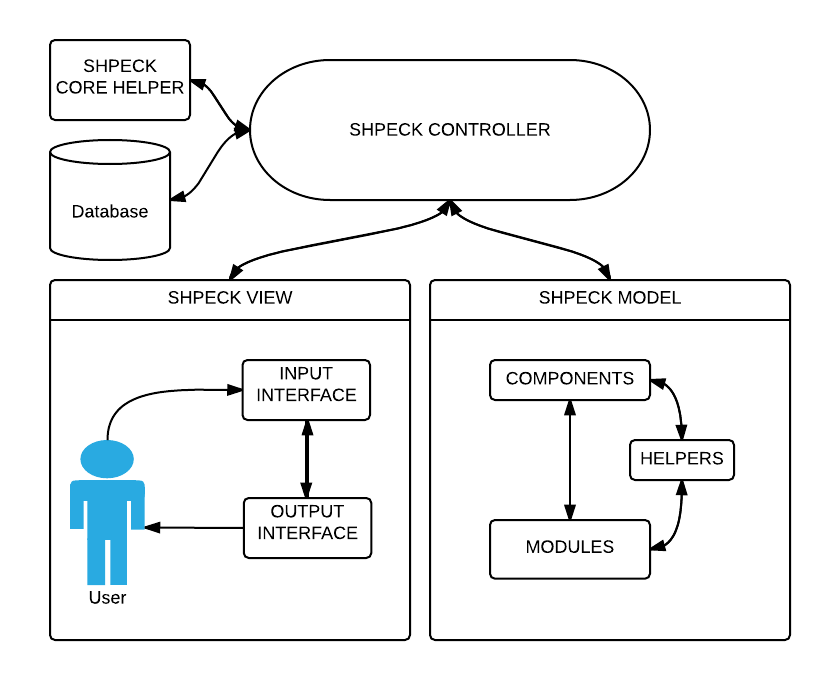 SHPECK
CORE HELPER
SHPECK CONTROLLER
Database
SHPECK VIEW
INPUT
INTERFACE
OUTPUT
INTERFACE
User
SHPECK MODEL
COMPONENTS
HELPERS
MODULES